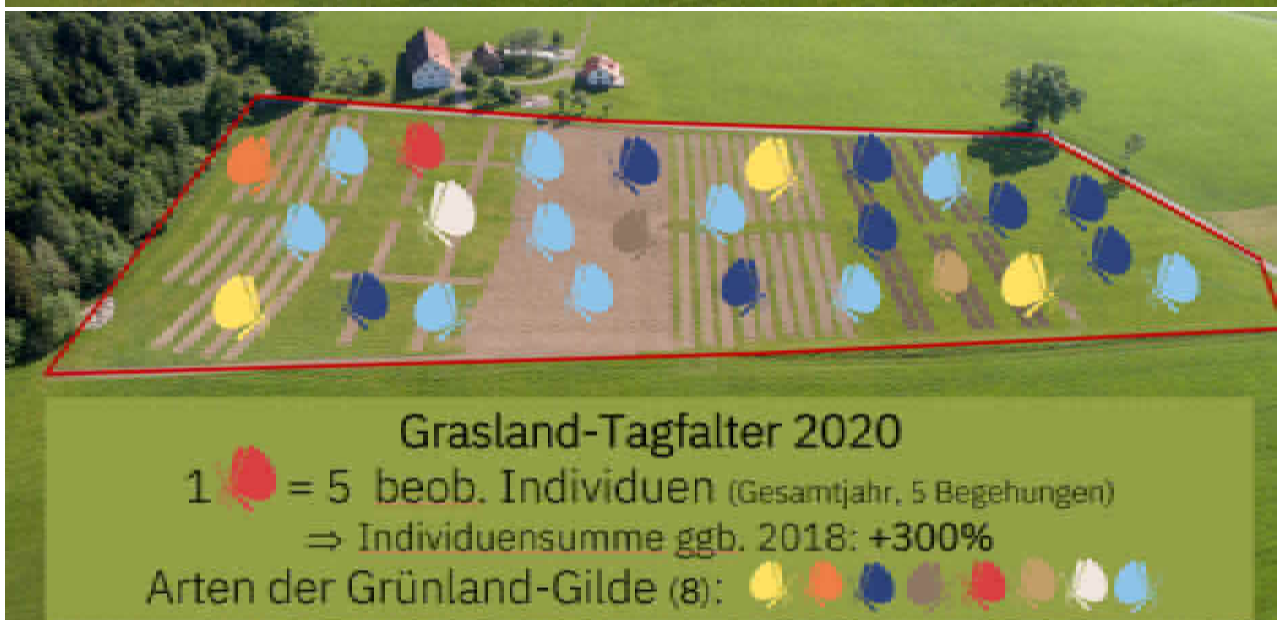 Grasland-Tagfalter 2020
1 = 5 beob. Individuen (Gesamtjahr, 5 Begehungen)
⇒ Individuensumme ggb. 2018: +300%
Arten der Grünland-Gilde (8):